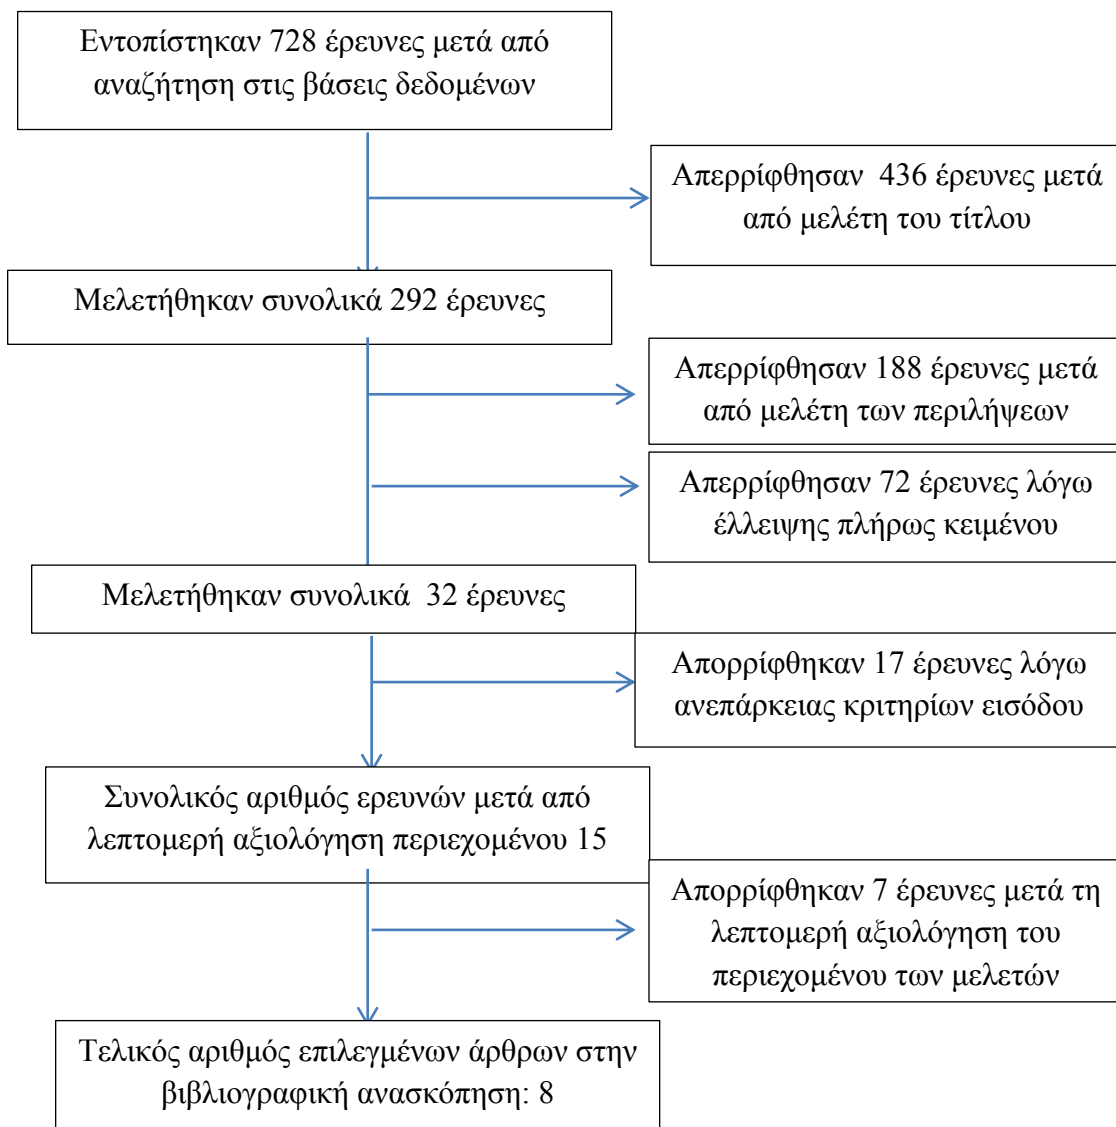 Εντοπίστηκαν 728 έρευνες μετά από
αναζήτηση στις βάσεις δεδομένων
Απερρίφθησαν  436 έρευνες μετά
από μελέτη του τίτλου
Μελετήθηκαν συνολικά 292 έρευνες
Απερρίφθησαν 188 έρευνες μετά
από μελέτη των περιλήψεων
Απερρίφθησαν 72 έρευνες λόγω
έλλειψης πλήρως κειμένου
Μελετήθηκαν συνολικά  32 έρευνες
Απορρίφθηκαν 17 έρευνες λόγω
ανεπάρκειας κριτηρίων εισόδου
Συνολικός αριθμός ερευνών μετά από
λεπτομερή αξιολόγηση περιεχομένου 15
Απορρίφθηκαν 7 έρευνες μετά τη
λεπτομερή αξιολόγηση του
περιεχομένου των μελετών
Τελικός αριθμός επιλεγμένων άρθρων στην
βιβλιογραφική ανασκόπηση: 8